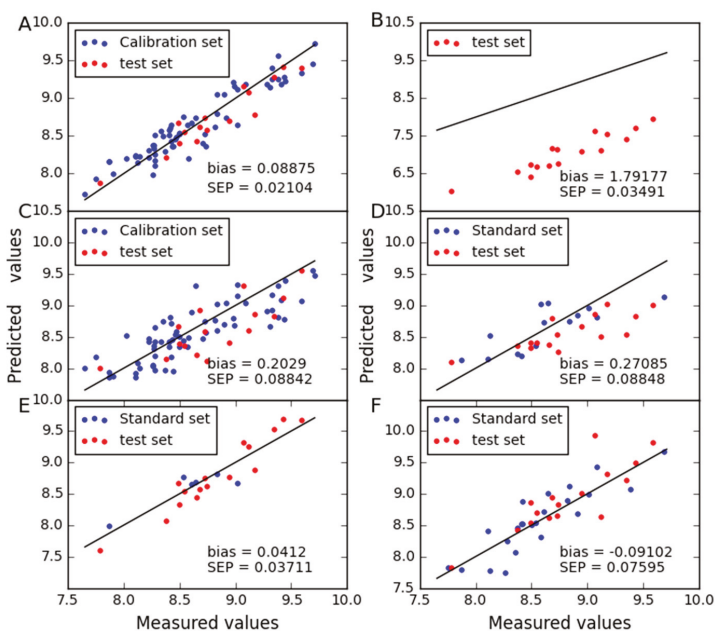 A
10.0
9.5
9.0
8.5
8.0
10.5
Calibration set
test set
bias = 0.08875
SEP = 0.02104
B
10.5
9.5
8.5
7.5
6.5
10.5
test set
bias = 1.79177
SEP = 0.03491
C
10.0
9.5
9.0
8.5
8.0
9.5
Calibration set
test set
bias = 0.2029
SEP = 0.08842
D
10.0
9.5
9.0
8.5
8.0
10.0
Standard set
test set
bias = 0.27085
SEP = 0.08848
Predicted values
Predicted values
E
9.0
8.5
8.0
7.5
Standard set
test set
bias = 0.0412
SEP = 0.03711
7.5 8.0 8.5 9.0 9.5 10.0
Measured values
F
9.5
9.0
8.5
8.0
7.5
Standard set
test set
bias = -0.09102
SEP = 0.07595
7.5 8.0 8.5 9.0 9.5 10.0
Measured values